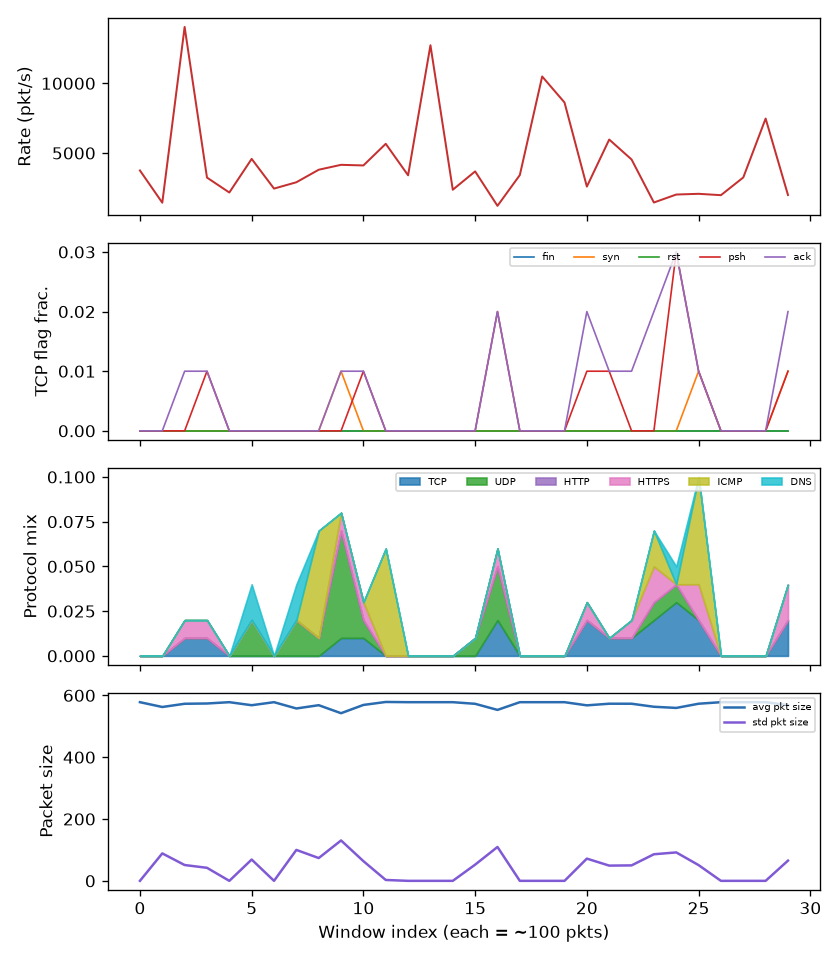 Rate (pkt/s)
10000
5000
TCP flag frac.
0.03
0.02
0.01
0.00
fin syn rst psh ack
Protocol mix
0.100
0.075
0.050
0.025
0.000
TCP UDP HTTP HTTPS ICMP DNS
Packet size
600
400
200
0
avg pkt size
std pkt size
0 5 10 15 20 25 30
Window index (each = ~100 pkts)